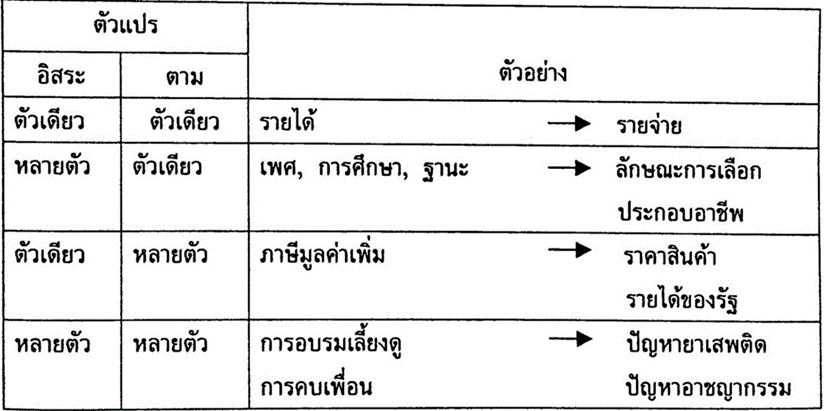 ตัวแปร
อิสระ ตาม ตัวอย่าง
ตัวเดียว ตัวเดียว รายได้ → รายจ่าย
หลายตัว ตัวเดียว เพศ, การศึกษา, ฐานะ → ลักษณะการเลือก
ประกอบอาชีพ
ตัวเดียว หลายตัว ภาษีมูลค่าเพิ่ม → ราคาสินค้า
รายได้ของรัฐ
หลายตัว หลายตัว การอบรมเลี้ยงดู → ปัญหายาเสพติด
การคบเพื่อน ปัญหาอาชญากรรม